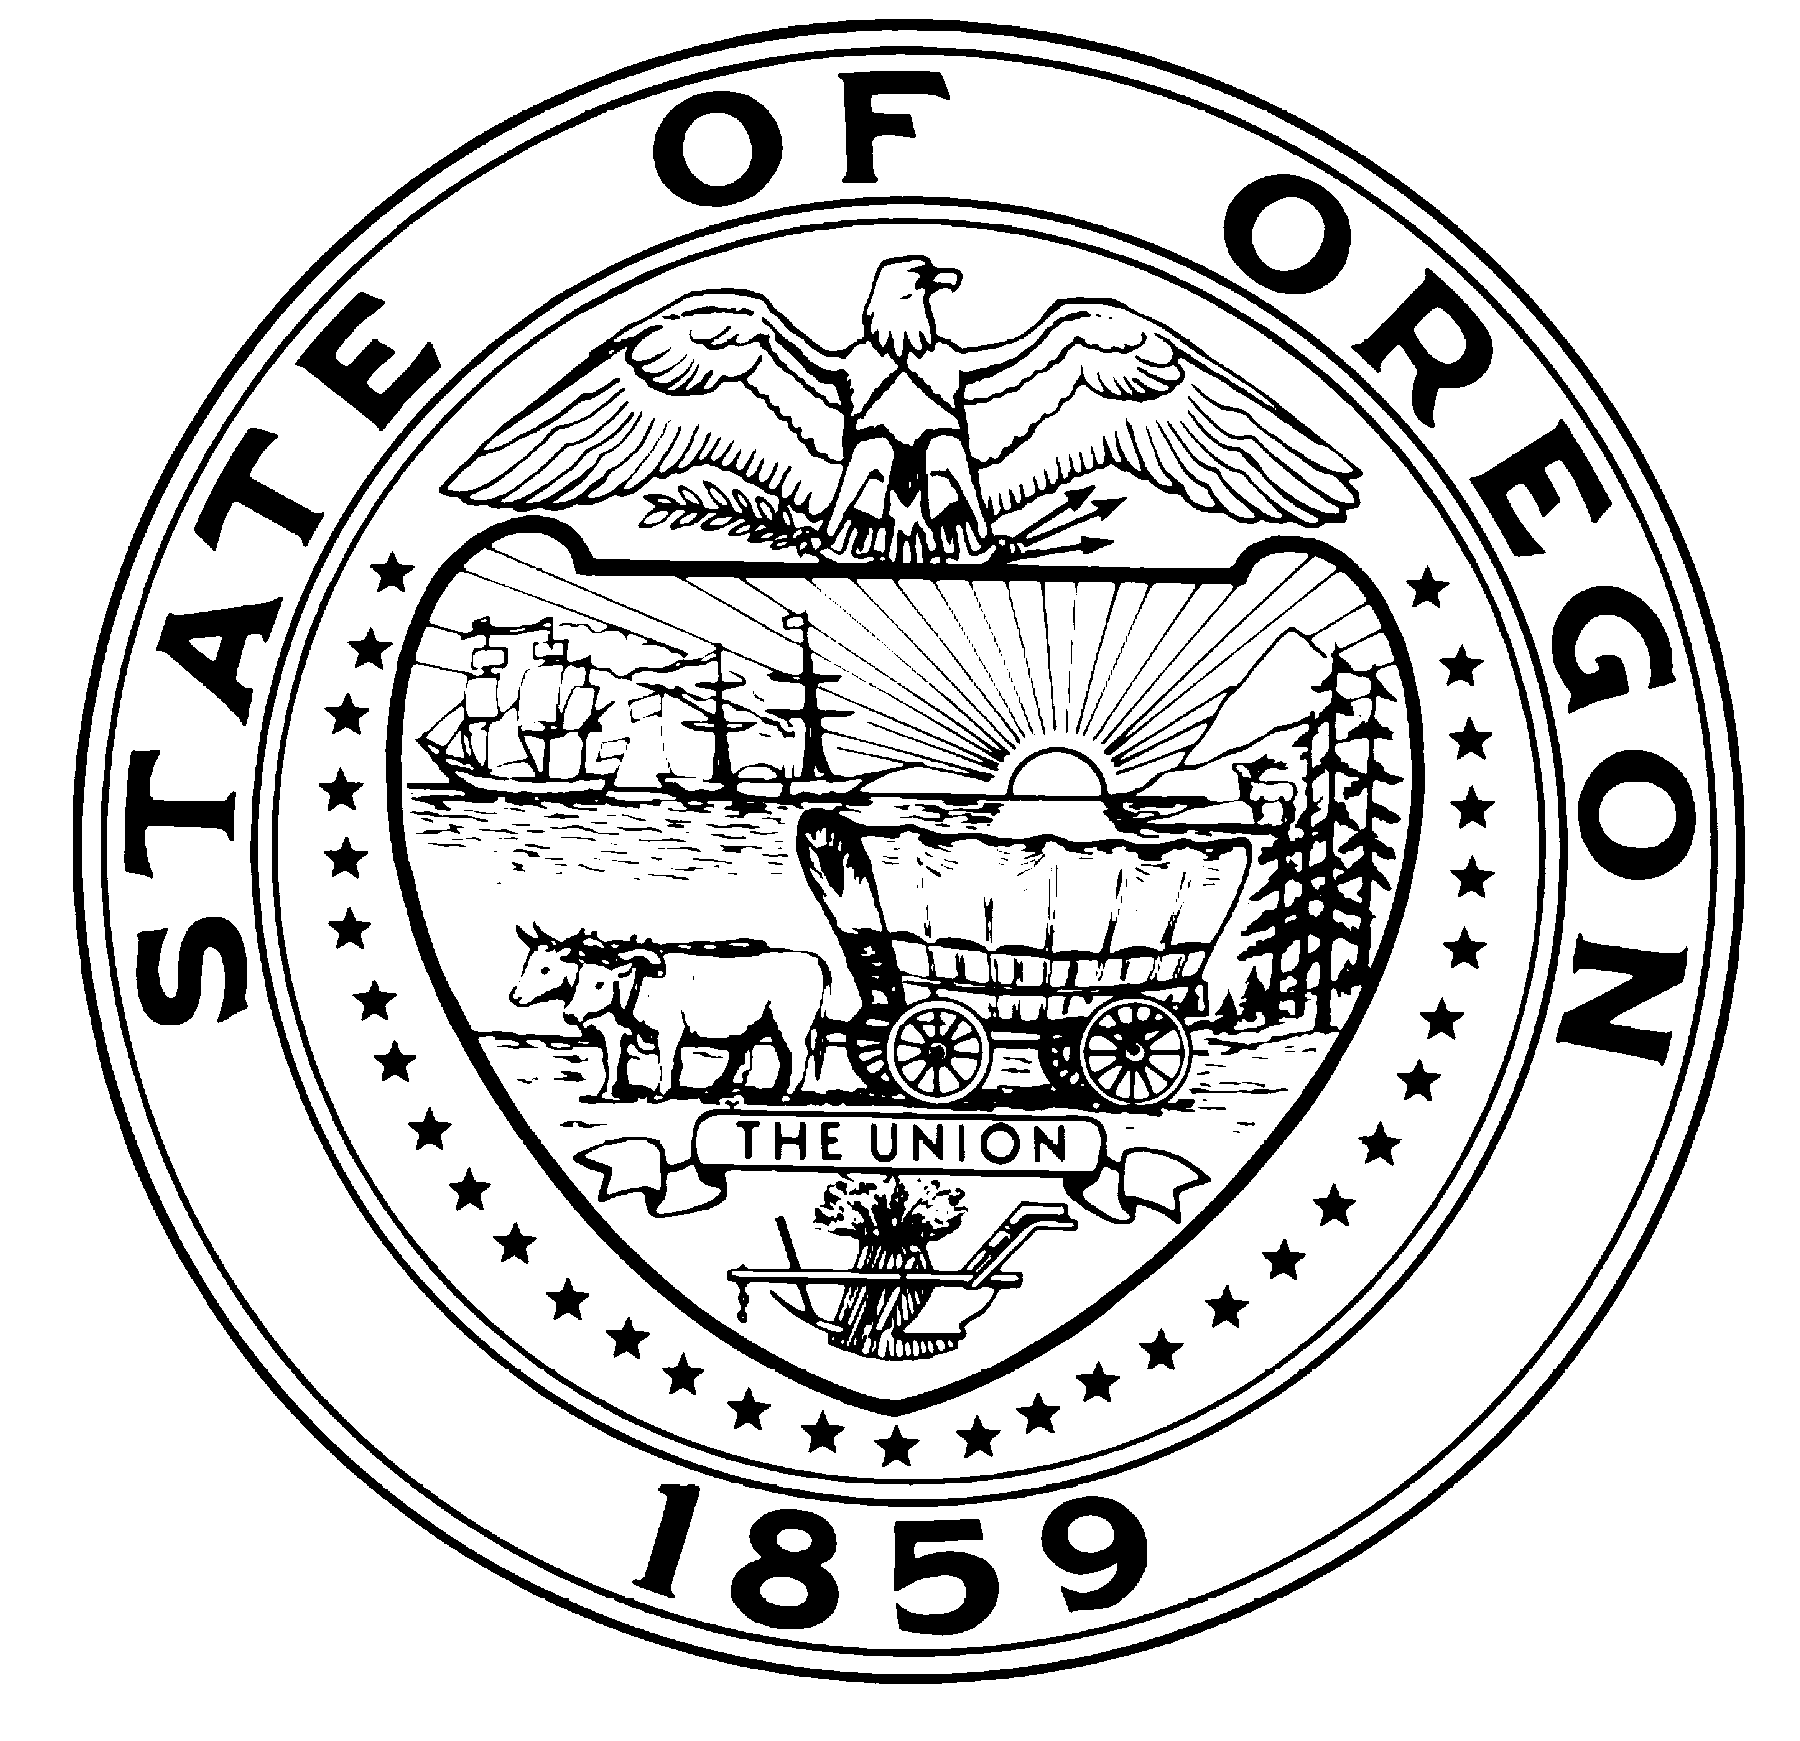 STATE OF OREGON
THE UNION
1859